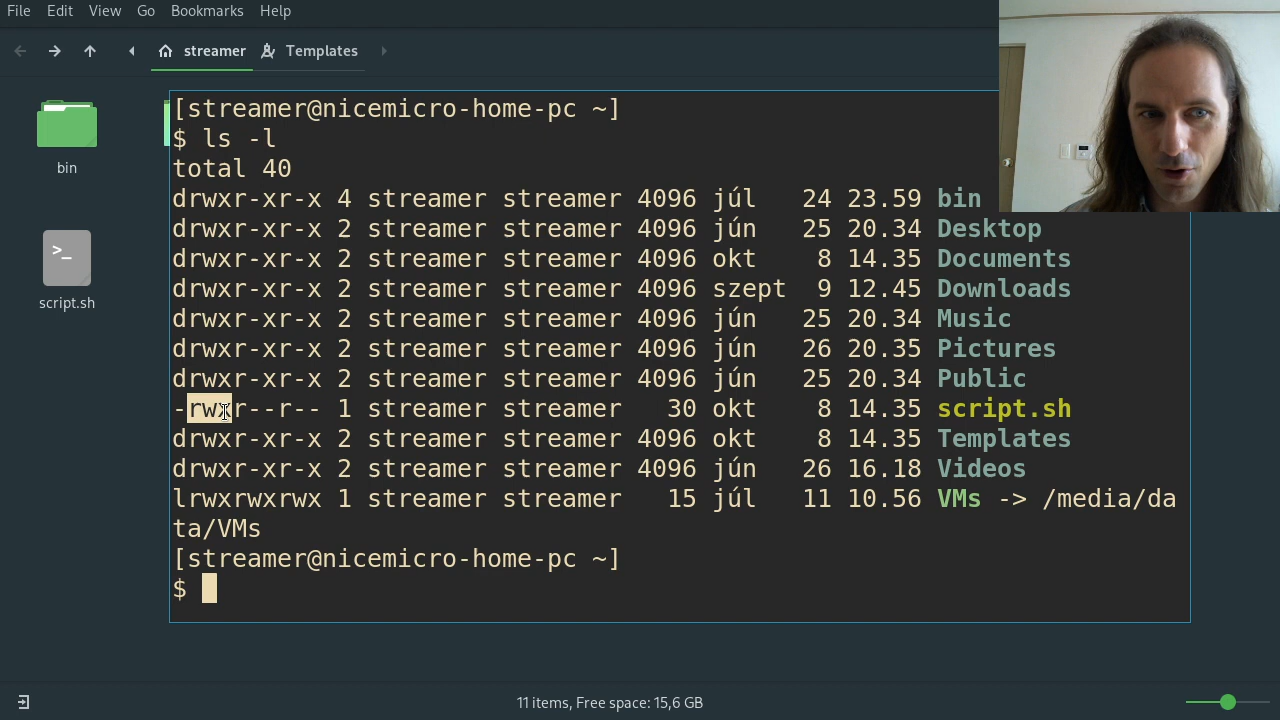 File Edit View Go Bookmarks Help
streamer Templates
bin
script.sh
[streamer@nicemicro-home-pc ~]
$ ls -l
total 40
drwxr-xr-x 4 streamer streamer 4096 júl   24 23.59 bin
drwxr-xr-x 2 streamer streamer 4096 jún   25 20.34 Desktop
drwxr-xr-x 2 streamer streamer 4096 okt    8 14.35 Documents
drwxr-xr-x 2 streamer streamer 4096 szept  9 12.45 Downloads
drwxr-xr-x 2 streamer streamer 4096 jún   25 20.34 Music
drwxr-xr-x 2 streamer streamer 4096 jún   26 20.35 Pictures
drwxr-xr-x 2 streamer streamer 4096 jún   25 20.34 Public
-rwxr--r-- 1 streamer streamer   30 okt    8 14.35 script.sh
drwxr-xr-x 2 streamer streamer 4096 okt    8 14.35 Templates
drwxr-xr-x 2 streamer streamer 4096 jún   26 16.18 Videos
lrwxrwxrwx 1 streamer streamer   15 júl   11 10.56 VMs -> /media/da
ta/VMs
[streamer@nicemicro-home-pc ~]
$
11 items, Free space: 15,6 GB